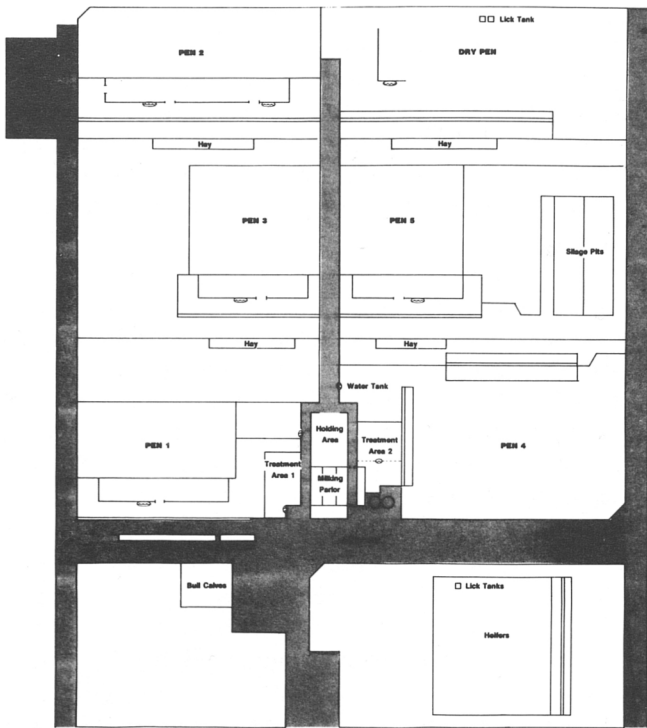 Lick Tank
PEN 2
DRY PEN
Hay
Hay
PEN 3
PEN 5
Silage Pits
Hay
Hay
Water Tank
Holding
Area
Treatment
Area 2
PEN 1
PEN 4
Treatment
Area 1
Milking
Parlor
Bull Calves
Lick Tanks
Heifers